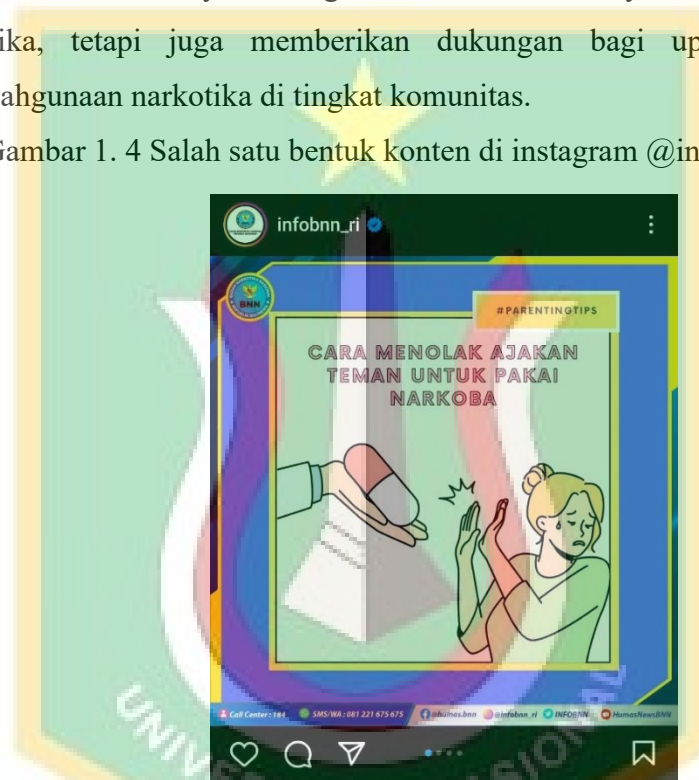 ika, tetapi juga memberikan dukungan bagi up
ahgunaan narkotika di tingkat komunitas.
Gambar 1. 4 Salah satu bentuk konten di instagram @in
infobnn_ri
BNN
#PARENTINGTIPS
CARA MENOLAK AJAKAN
TEMAN UNTUK PAKAI
NARKOBA
Call Center : 184 SMS/WA : 081 221 675 675 @humas.bnn @infobnn_ri INFOBNN HumasNewsBNN